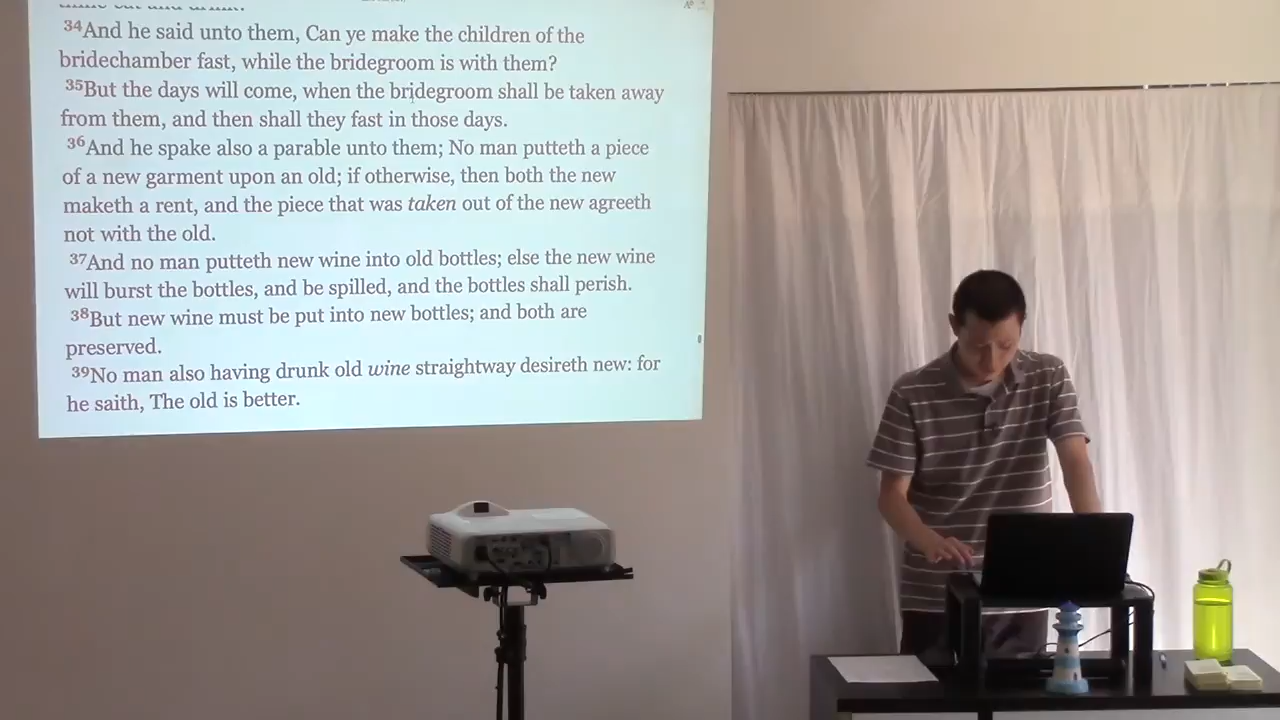 34And he said unto them, Can ye make the children of the
bridechamber fast, while the bridegroom is with them?
35But the days will come, when the bridegroom shall be taken away
from them, and then shall they fast in those days.
36And he spake also a parable unto them; No man putteth a piece
of a new garment upon an old; if otherwise, then both the new
maketh a rent, and the piece that was taken out of the new agreeth
not with the old.
37And no man putteth new wine into old bottles; else the new wine
will burst the bottles, and be spilled, and the bottles shall perish.
38But new wine must be put into new bottles; and both are
preserved.
39No man also having drunk old wine straightway desireth new: for
he saith, The old is better.